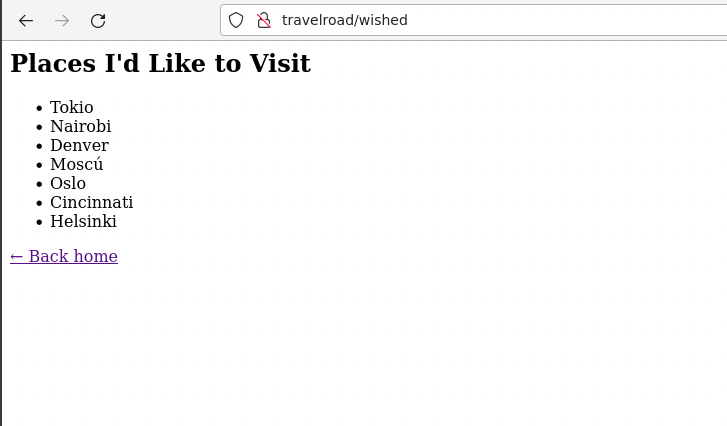 travelroad/wished
Places I'd Like to Visit
Tokio
Nairobi
Denver
Moscú
Oslo
Cincinnati
Helsinki
← Back home